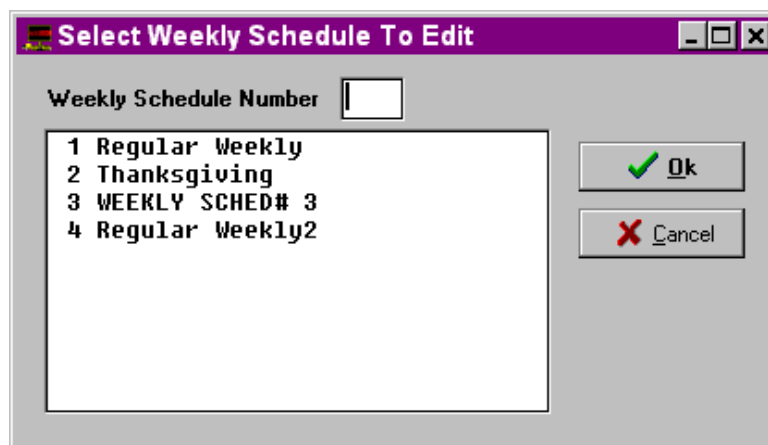 Select Weekly Schedule To Edit
Weekly Schedule Number
1 Regular Weekly
2 Thanksgiving
3 WEEKLY SCHED# 3
4 Regular Weekly2
Ok
Cancel